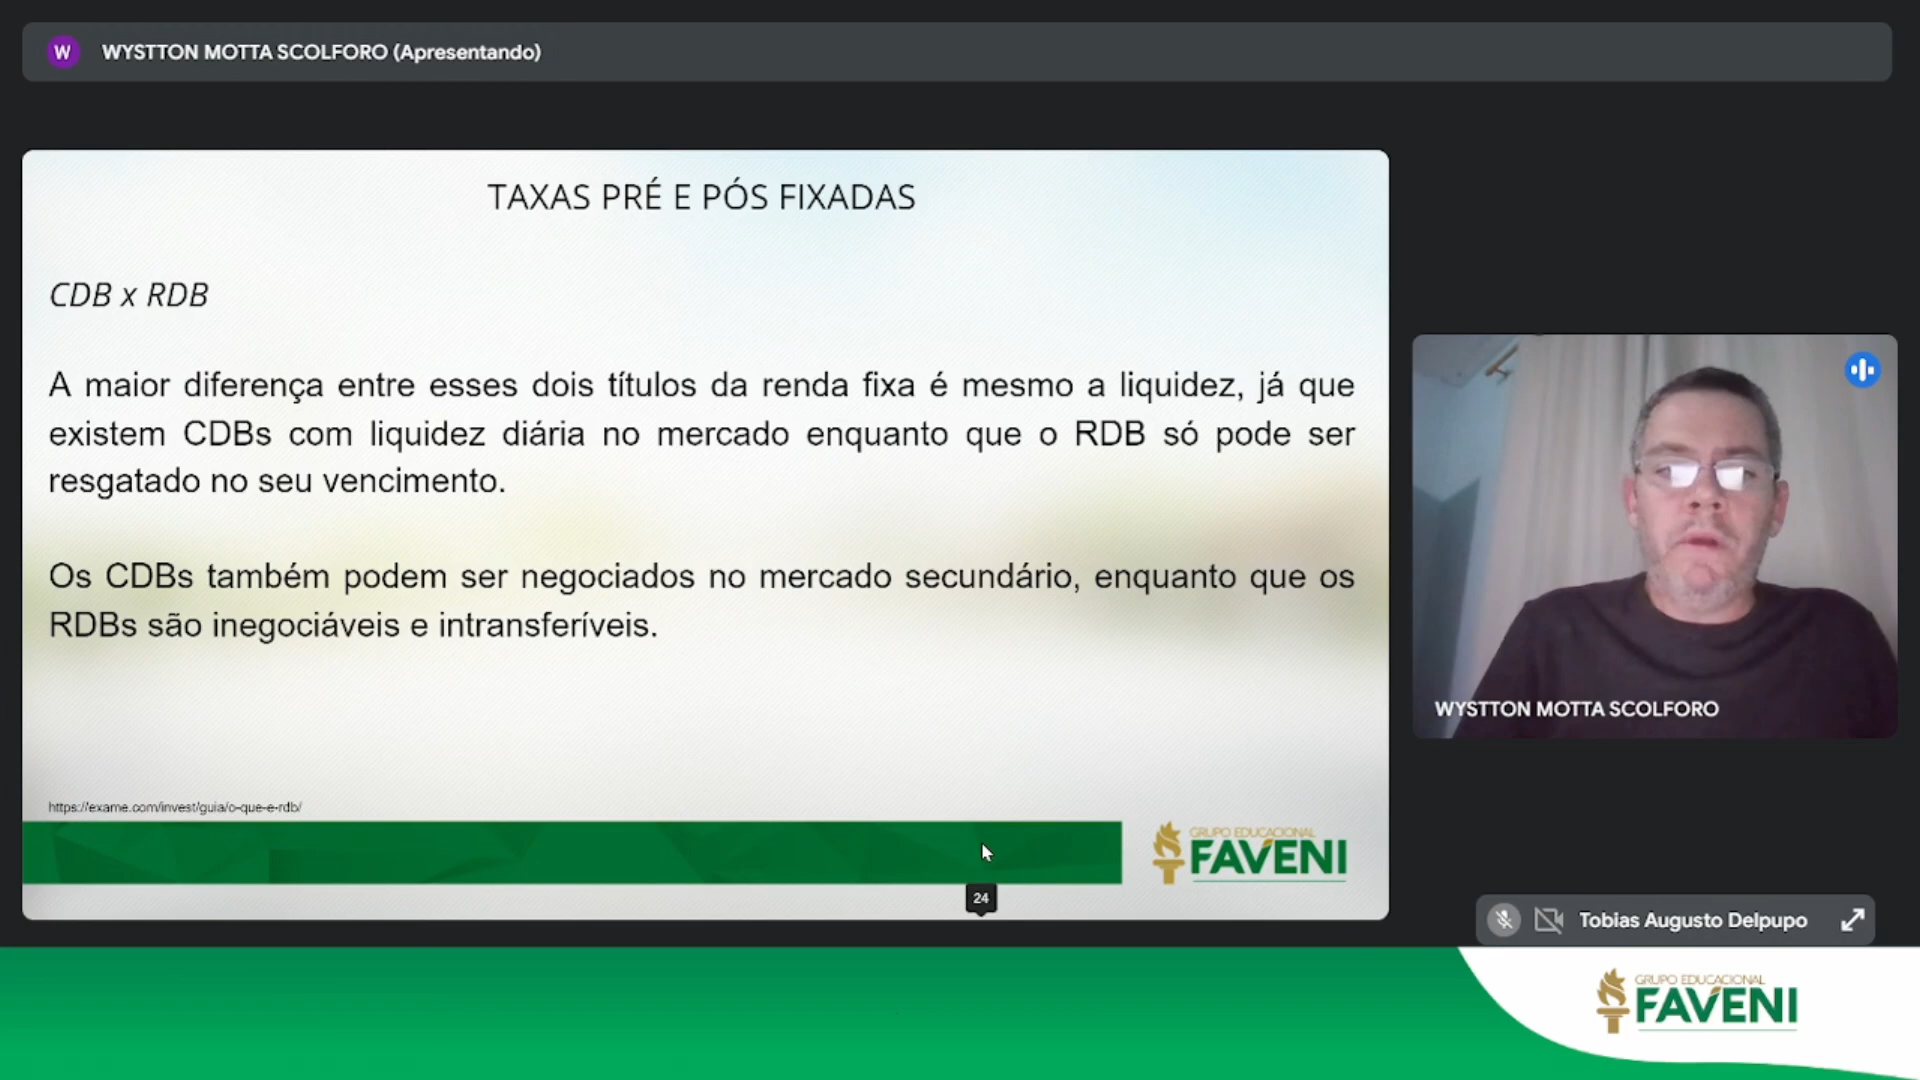 W
WYSTTON MOTTA SCOLFORO (Apresentando)
TAXAS PRÉ E PÓS FIXADAS
CDB x RDB
A maior diferença entre esses dois títulos da renda fixa é mesmo a liquidez, já que
existem CDBs com liquidez diária no mercado enquanto que o RDB só pode ser
resgatado no seu vencimento.
Os CDBs também podem ser negociados no mercado secundário, enquanto que os
RDBs são inegociáveis e intransferíveis.
https://exame.com/invest/guia/o-que-e-rdb/
GRUPO EDUCACIONAL
FAVENI
24
WYSTTON MOTTA SCOLFORO
Tobias Augusto Delpupo
GRUPO EDUCACIONAL
FAVENI